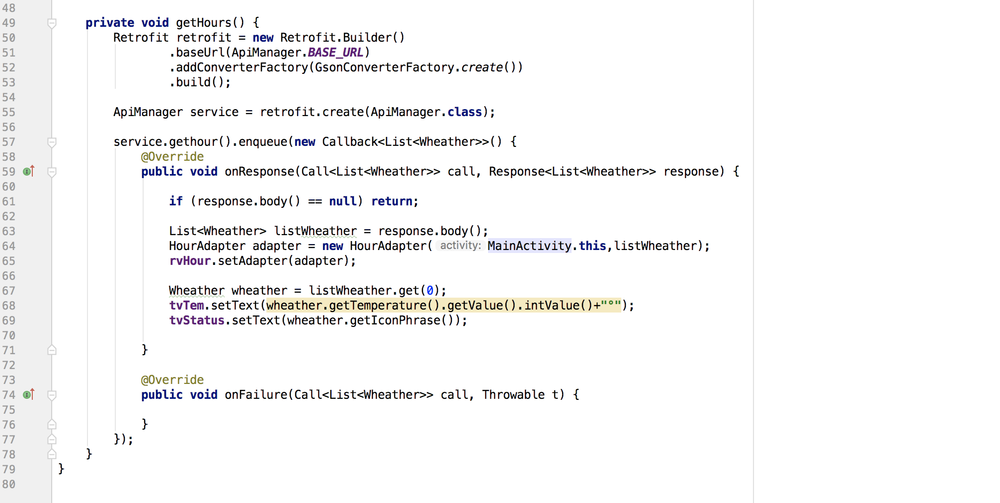 48
49 private void getHours() {
50 Retrofit retrofit = new Retrofit.Builder()
51 .baseUrl(ApiManager.BASE_URL)
52 .addConverterFactory(GsonConverterFactory.create())
53 .build();
54
55 ApiManager service = retrofit.create(ApiManager.class);
56
57 service.gethour().enqueue(new Callback<List<Wheather>>() {
58 @Override
59 public void onResponse(Call<List<Wheather>> call, Response<List<Wheather>> response) {
60
61 if (response.body() == null) return;
62
63 List<Wheather> listWheather = response.body();
64 HourAdapter adapter = new HourAdapter( activity: MainActivity.this,listWheather);
65 rvHour.setAdapter(adapter);
66
67 Wheather wheather = listWheather.get(0);
68 tvTem.setText(wheather.getTemperature().getValue().intValue()+"°");
69 tvStatus.setText(wheather.getIconPhrase());
70
71 }
72
73 @Override
74 public void onFailure(Call<List<Wheather>> call, Throwable t) {
75
76 }
77 });
78 }
79 }
80